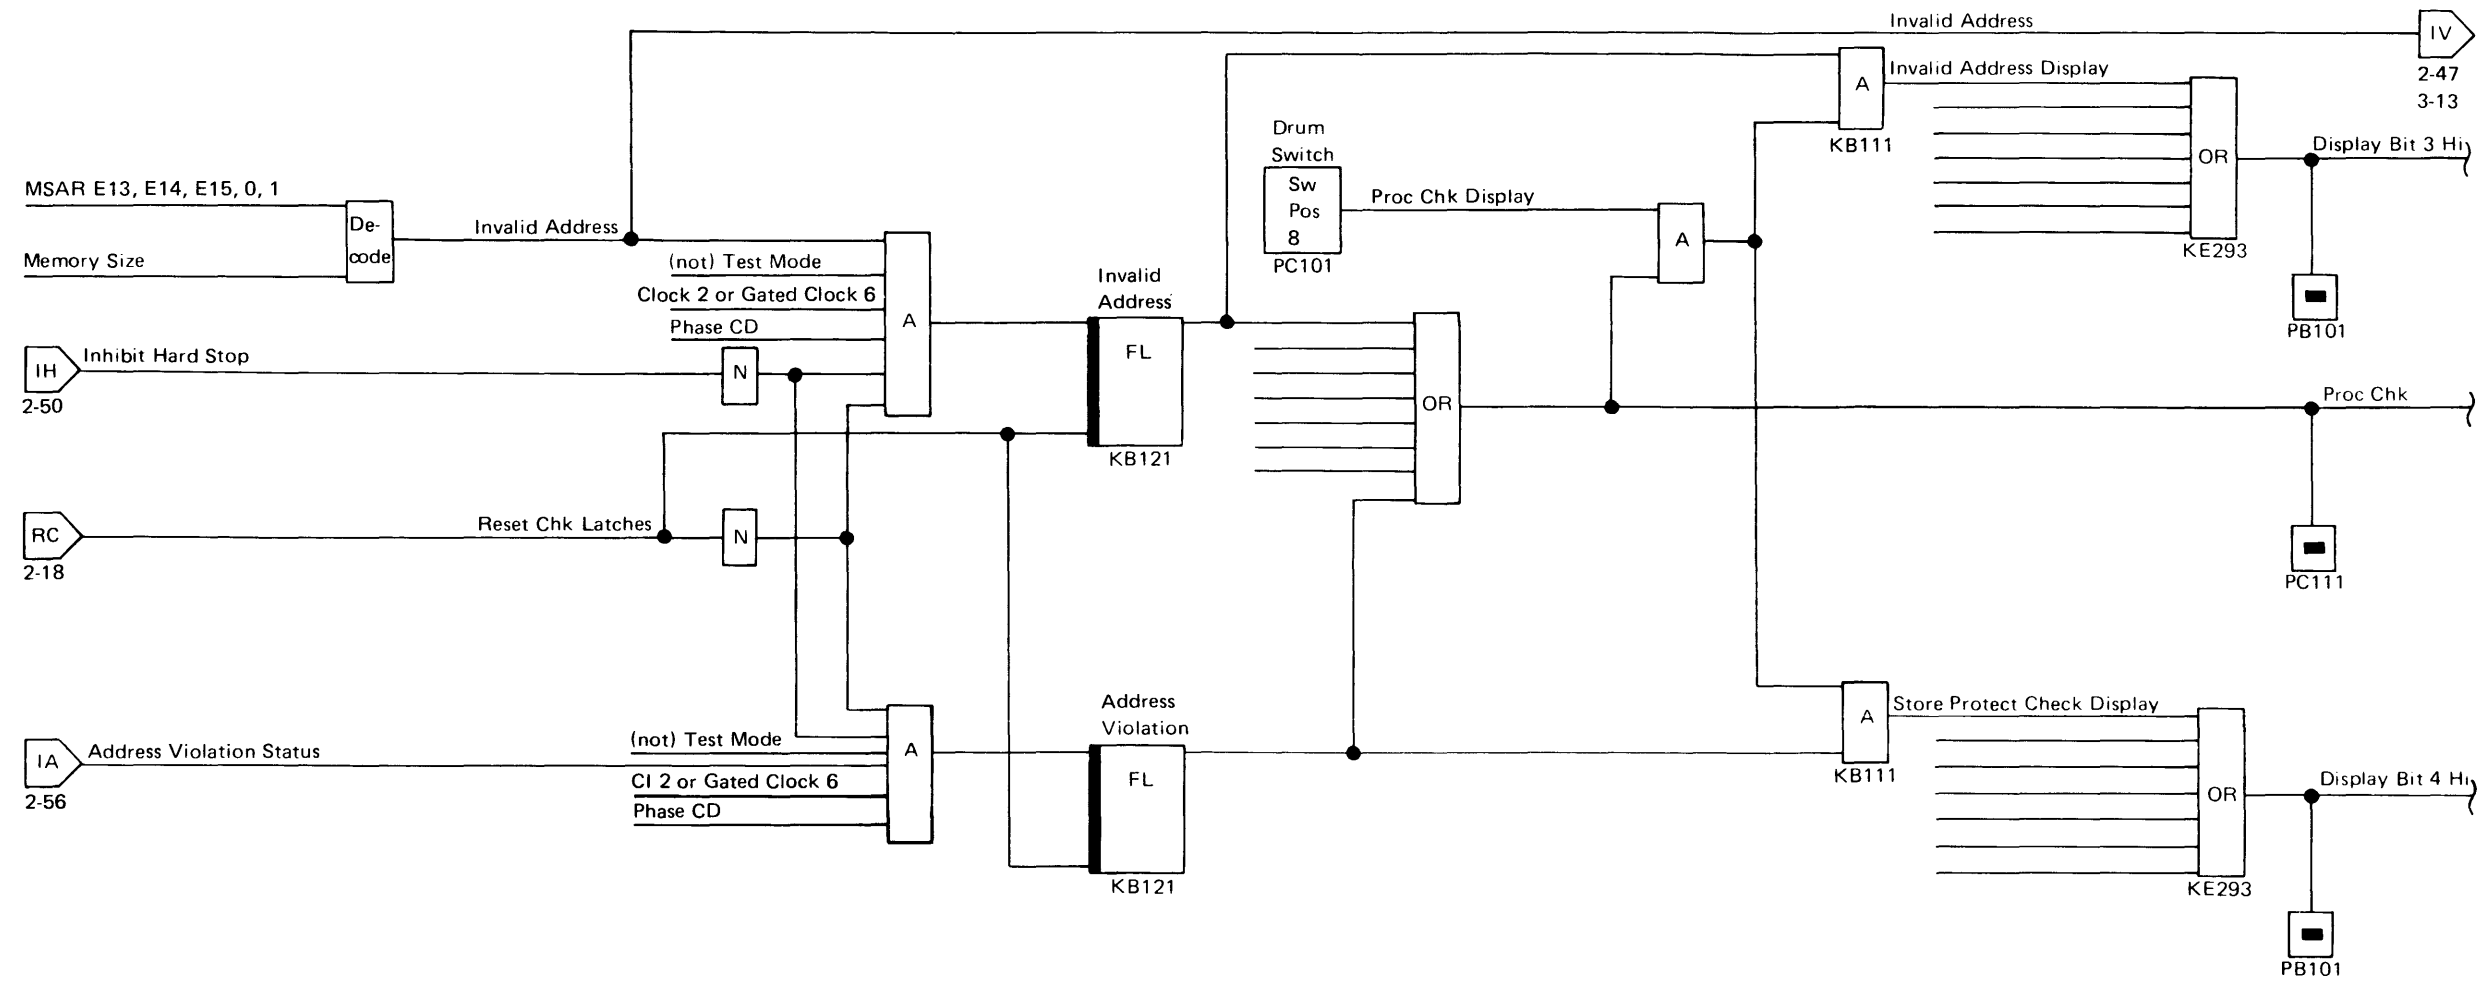 Invalid Address
IV
2-47
3-13
A
Invalid Address Display
KB111
OR
KE293
Display Bit 3 Hi
PB101
Drum
Switch
Sw
Pos
8
PC101
Proc Chk Display
A
MSAR E13, E14, E15, 0, 1
Memory Size
De-
code
Invalid Address
(not) Test Mode
Clock 2 or Gated Clock 6
Phase CD
A
Invalid
Address
FL
KB121
IH
2-50
Inhibit Hard Stop
N
OR
Proc Chk
PC111
RC
2-18
Reset Chk Latches
N
IA
2-56
Address Violation Status
(not) Test Mode
Cl 2 or Gated Clock 6
Phase CD
A
Address
Violation
FL
KB121
A
KB111
Store Protect Check Display
OR
KE293
Display Bit 4 Hi
PB101